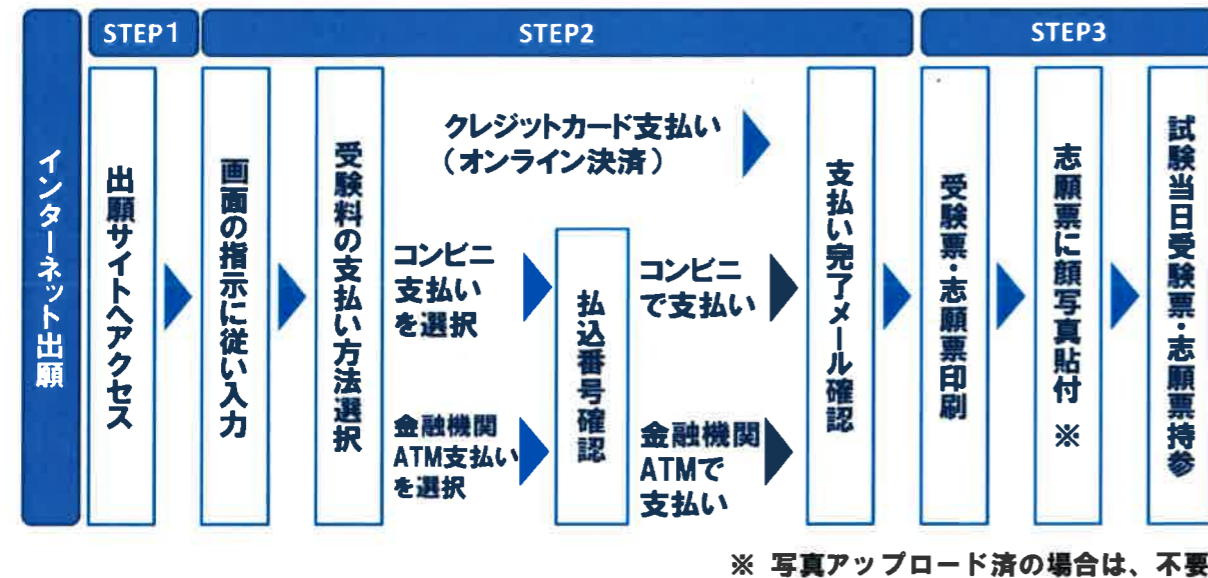 STEP1
STEP2
STEP3
インターネット出願
出願サイトへアクセス
画面の指示に従い入力
受験料の支払い方法選択
クレジットカード支払い
（オンライン決済）
コンビニ
支払い
を選択
金融機関
ATM支払い
を選択
払込番号確認
コンビニ
で支払い
金融機関
ATMで
支払い
支払い完了メール確認
受験票・志願票印刷
志願票に顔写真貼付 ※
試験当日受験票・志願票持参
※ 写真アップロード済の場合は、不要